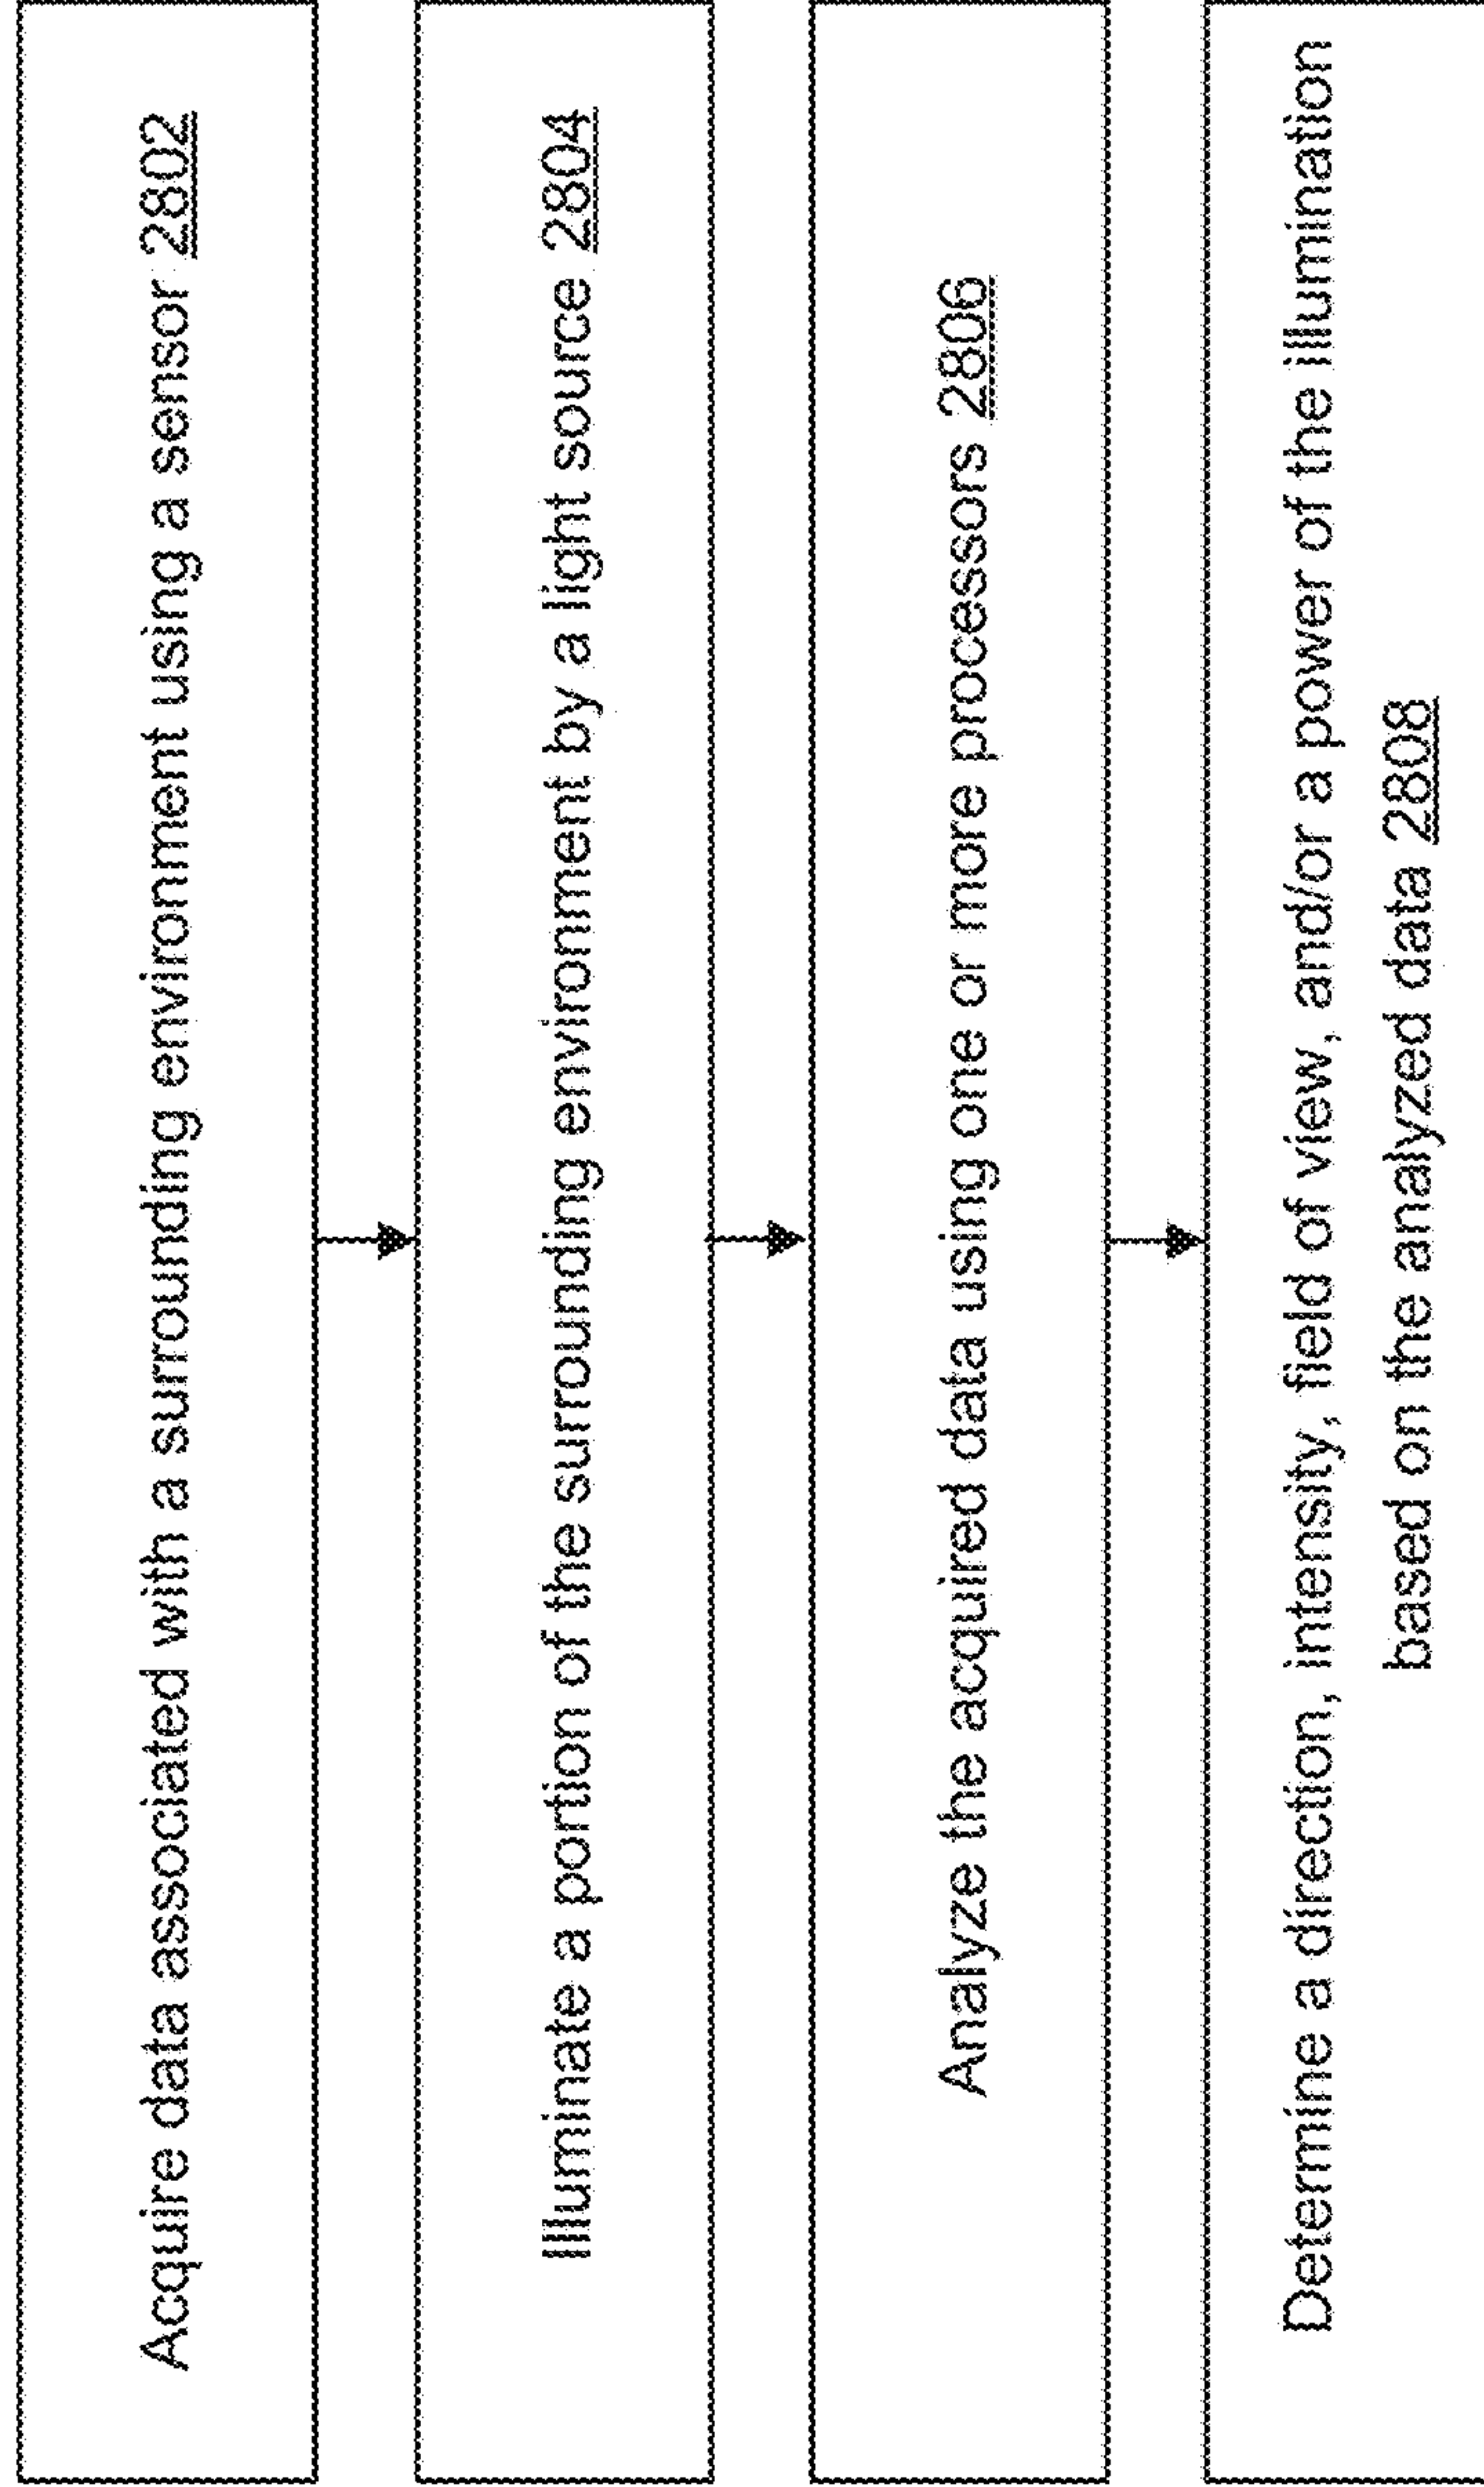 Acquire data associated with a surrounding environment using a sensor 2802
Illuminate a portion of the surrounding environment by a light source 2804
Analyze the acquired data using one or more processors 2806
Determine a direction, intensity, field of view, and/or a power of the illumination
based on the analyzed data 2808